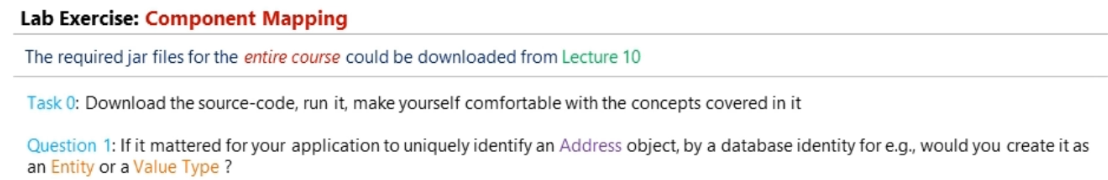 Lab Exercise: Component Mapping
The required jar files for the entire course could be downloaded from Lecture 10
Task 0: Download the source-code, run it, make yourself comfortable with the concepts covered in it
Question 1: If it mattered for your application to uniquely identify an Address object, by a database identity for e.g., would you create it as
an Entity or a Value Type ?